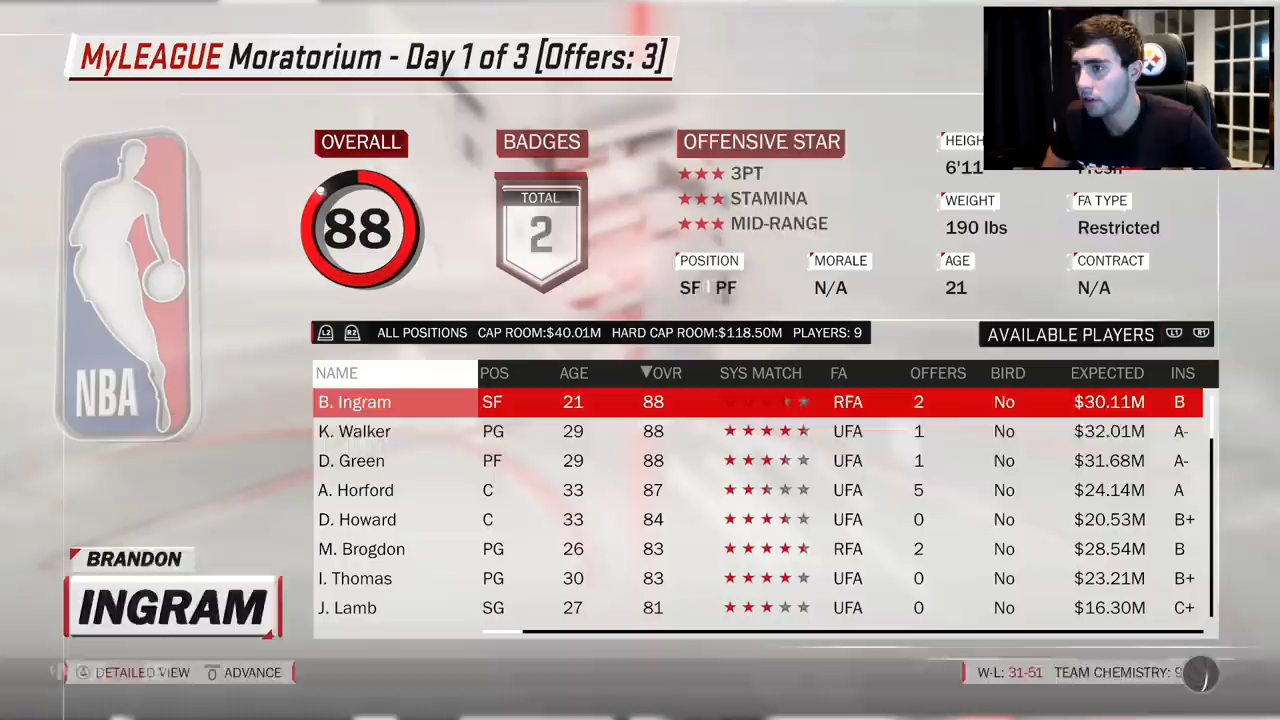 MyLEAGUE Moratorium - Day 1 of 3 [Offers: 3]
OVERALL
88
BADGES
TOTAL
2
OFFENSIVE STAR
3PT
STAMINA
MID-RANGE
POSITION
SF PF
MORALE
N/A
6'11
WEIGHT
190 lbs
FA TYPE
Restricted
AGE
21
CONTRACT
N/A
L2 R2 ALL POSITIONS CAP ROOM:$40.01M HARD CAP ROOM:$118.50M PLAYERS: 9
AVAILABLE PLAYERS L1 R1
NAME POS AGE OVR SYS MATCH FA OFFERS BIRD EXPECTED INS
B. Ingram SF 21 88 RFA 2 No $30.11M B
K. Walker PG 29 88 UFA 1 No $32.01M A-
D. Green PF 29 88 UFA 1 No $31.68M A-
A. Horford C 33 87 UFA 5 No $24.14M A
D. Howard C 33 84 UFA 0 No $20.53M B+
M. Brogdon PG 26 83 RFA 2 No $28.54M B
I. Thomas PG 30 83 UFA 0 No $23.21M B+
J. Lamb SG 27 81 UFA 0 No $16.30M C+
NBA
BRANDON
INGRAM
DETAILED VIEW ADVANCE
W-L: 31-51 TEAM CHEMISTRY: